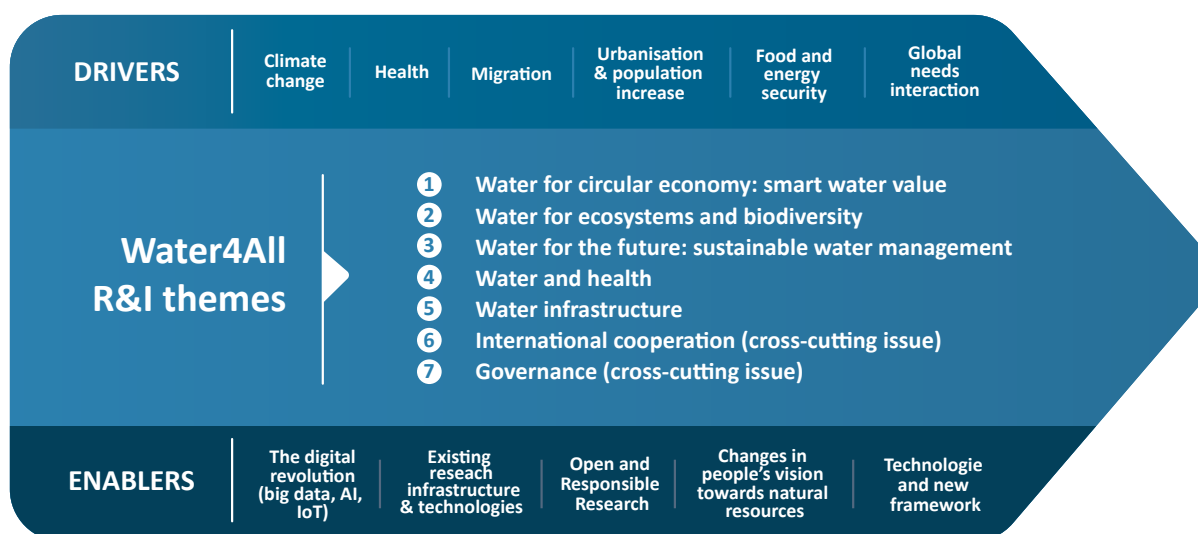 DRIVERS
Climate
change
Health
Migration
Urbanisation
& population
increase
Food and
energy
security
Global
needs
interaction
Water4All
R&I themes
1 Water for circular economy: smart water value
2 Water for ecosystems and biodiversity
3 Water for the future: sustainable water management
4 Water and health
5 Water infrastructure
6 International cooperation (cross-cutting issue)
7 Governance (cross-cutting issue)
ENABLERS
The digital
revolution
(big data, AI,
IoT)
Existing
reseach
infrastructure
& technologies
Open and
Responsible
Research
Changes in
people’s vision
towards natural
resources
Technologie
and new
framework